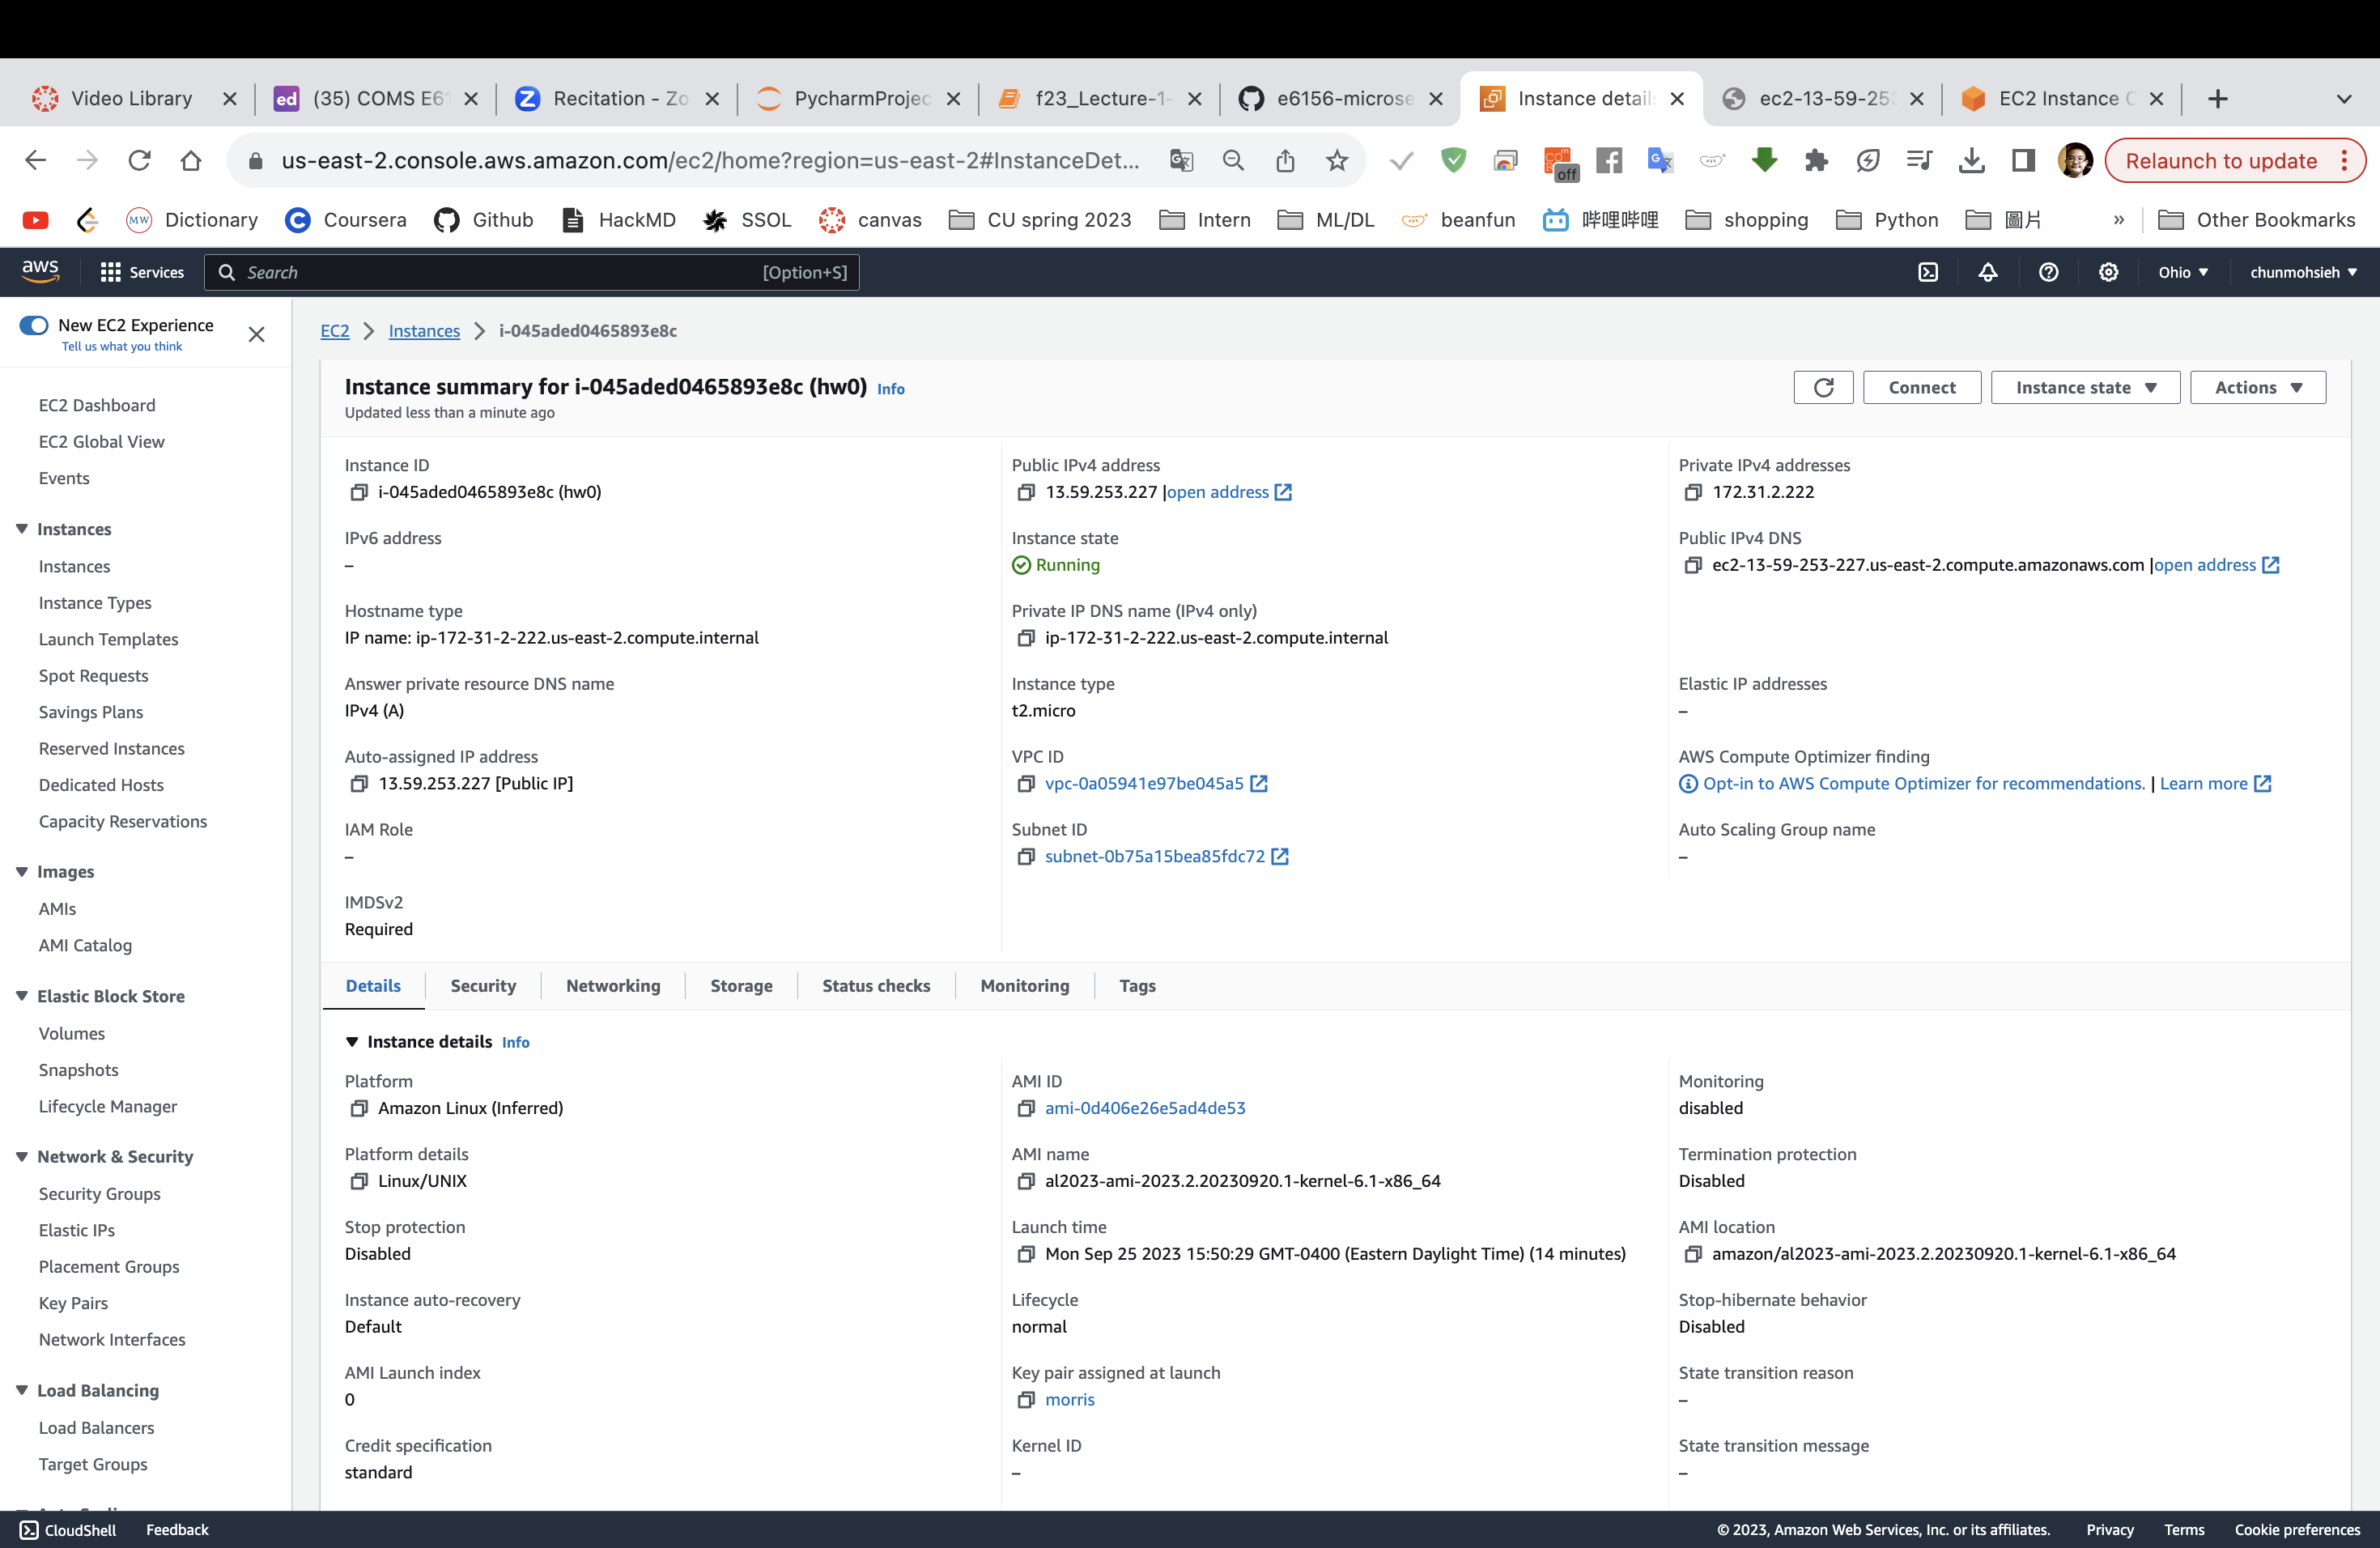 Video Library
ed (35) COMS E61
Recitation - Zo
PycharmProjec
f23_Lecture-1-
e6156-microse
Instance detail
ec2-13-59-253
EC2 Instance C
us-east-2.console.aws.amazon.com/ec2/home?region=us-east-2#InstanceDet...
off
Relaunch to update
MW Dictionary
Coursera
Github
HackMD
SSOL
canvas
CU spring 2023
Intern
ML/DL
beanfun
哔哩哔哩
shopping
Python
圖片
»
Other Bookmarks
aws
Services
Search
[Option+S]
Ohio
chunmohsieh
New EC2 Experience
Tell us what you think
EC2 Dashboard
EC2 Global View
Events
Instances
Instances
Instance Types
Launch Templates
Spot Requests
Savings Plans
Reserved Instances
Dedicated Hosts
Capacity Reservations
Images
AMIs
AMI Catalog
Elastic Block Store
Volumes
Snapshots
Lifecycle Manager
Network & Security
Security Groups
Elastic IPs
Placement Groups
Key Pairs
Network Interfaces
Load Balancing
Load Balancers
Target Groups
EC2 > Instances > i-045aded0465893e8c
Instance summary for i-045aded0465893e8c (hw0) Info
Updated less than a minute ago
Connect
Instance state
Actions
Instance ID
i-045aded0465893e8c (hw0)
Public IPv4 address
13.59.253.227 |open address
Private IPv4 addresses
172.31.2.222
IPv6 address
–
Instance state
Running
Public IPv4 DNS
ec2-13-59-253-227.us-east-2.compute.amazonaws.com |open address
Hostname type
IP name: ip-172-31-2-222.us-east-2.compute.internal
Private IP DNS name (IPv4 only)
ip-172-31-2-222.us-east-2.compute.internal
Answer private resource DNS name
IPv4 (A)
Instance type
t2.micro
Elastic IP addresses
–
Auto-assigned IP address
13.59.253.227 [Public IP]
VPC ID
vpc-0a05941e97be045a5
AWS Compute Optimizer finding
Opt-in to AWS Compute Optimizer for recommendations. | Learn more
IAM Role
–
Subnet ID
subnet-0b75a15bea85fdc72
Auto Scaling Group name
–
IMDSv2
Required
Details
Security
Networking
Storage
Status checks
Monitoring
Tags
Instance details Info
Platform
Amazon Linux (Inferred)
AMI ID
ami-0d406e26e5ad4de53
Monitoring
disabled
Platform details
Linux/UNIX
AMI name
al2023-ami-2023.2.20230920.1-kernel-6.1-x86_64
Termination protection
Disabled
Stop protection
Disabled
Launch time
Mon Sep 25 2023 15:50:29 GMT-0400 (Eastern Daylight Time) (14 minutes)
AMI location
amazon/al2023-ami-2023.2.20230920.1-kernel-6.1-x86_64
Instance auto-recovery
Default
Lifecycle
normal
Stop-hibernate behavior
Disabled
AMI Launch index
0
Key pair assigned at launch
morris
State transition reason
–
Credit specification
standard
Kernel ID
–
State transition message
–
CloudShell
Feedback
© 2023, Amazon Web Services, Inc. or its affiliates.
Privacy
Terms
Cookie preferences